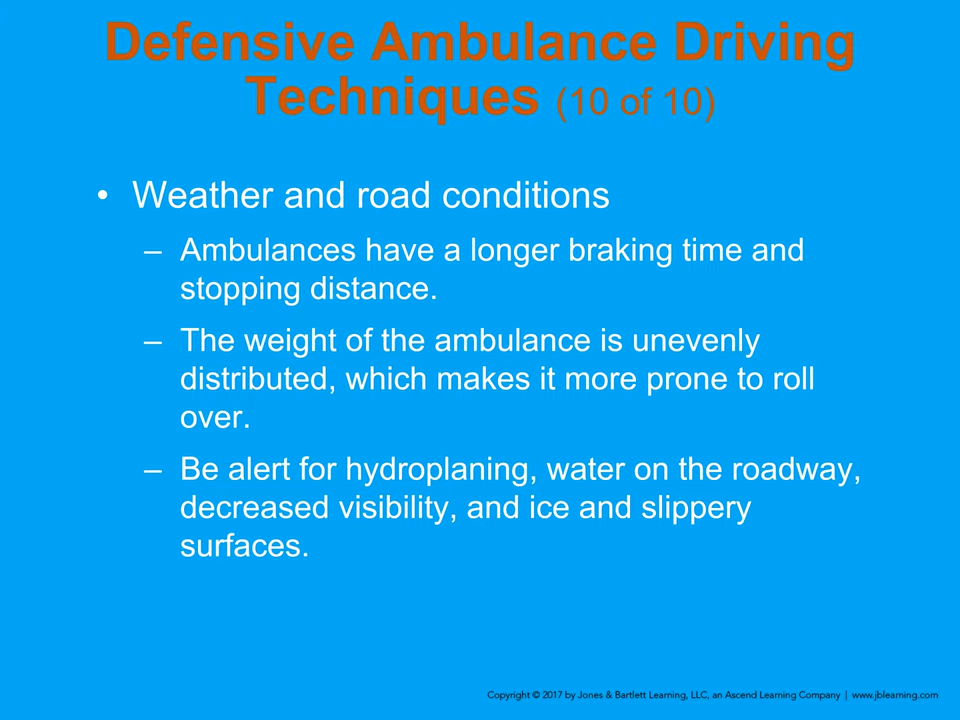 Defensive Ambulance Driving
Techniques (10 of 10)
• Weather and road conditions
– Ambulances have a longer braking time and
stopping distance.
– The weight of the ambulance is unevenly
distributed, which makes it more prone to roll
over.
– Be alert for hydroplaning, water on the roadway,
decreased visibility, and ice and slippery
surfaces.
Copyright © 2017 by Jones & Bartlett Learning, LLC, an Ascend Learning Company | www.jblearning.com